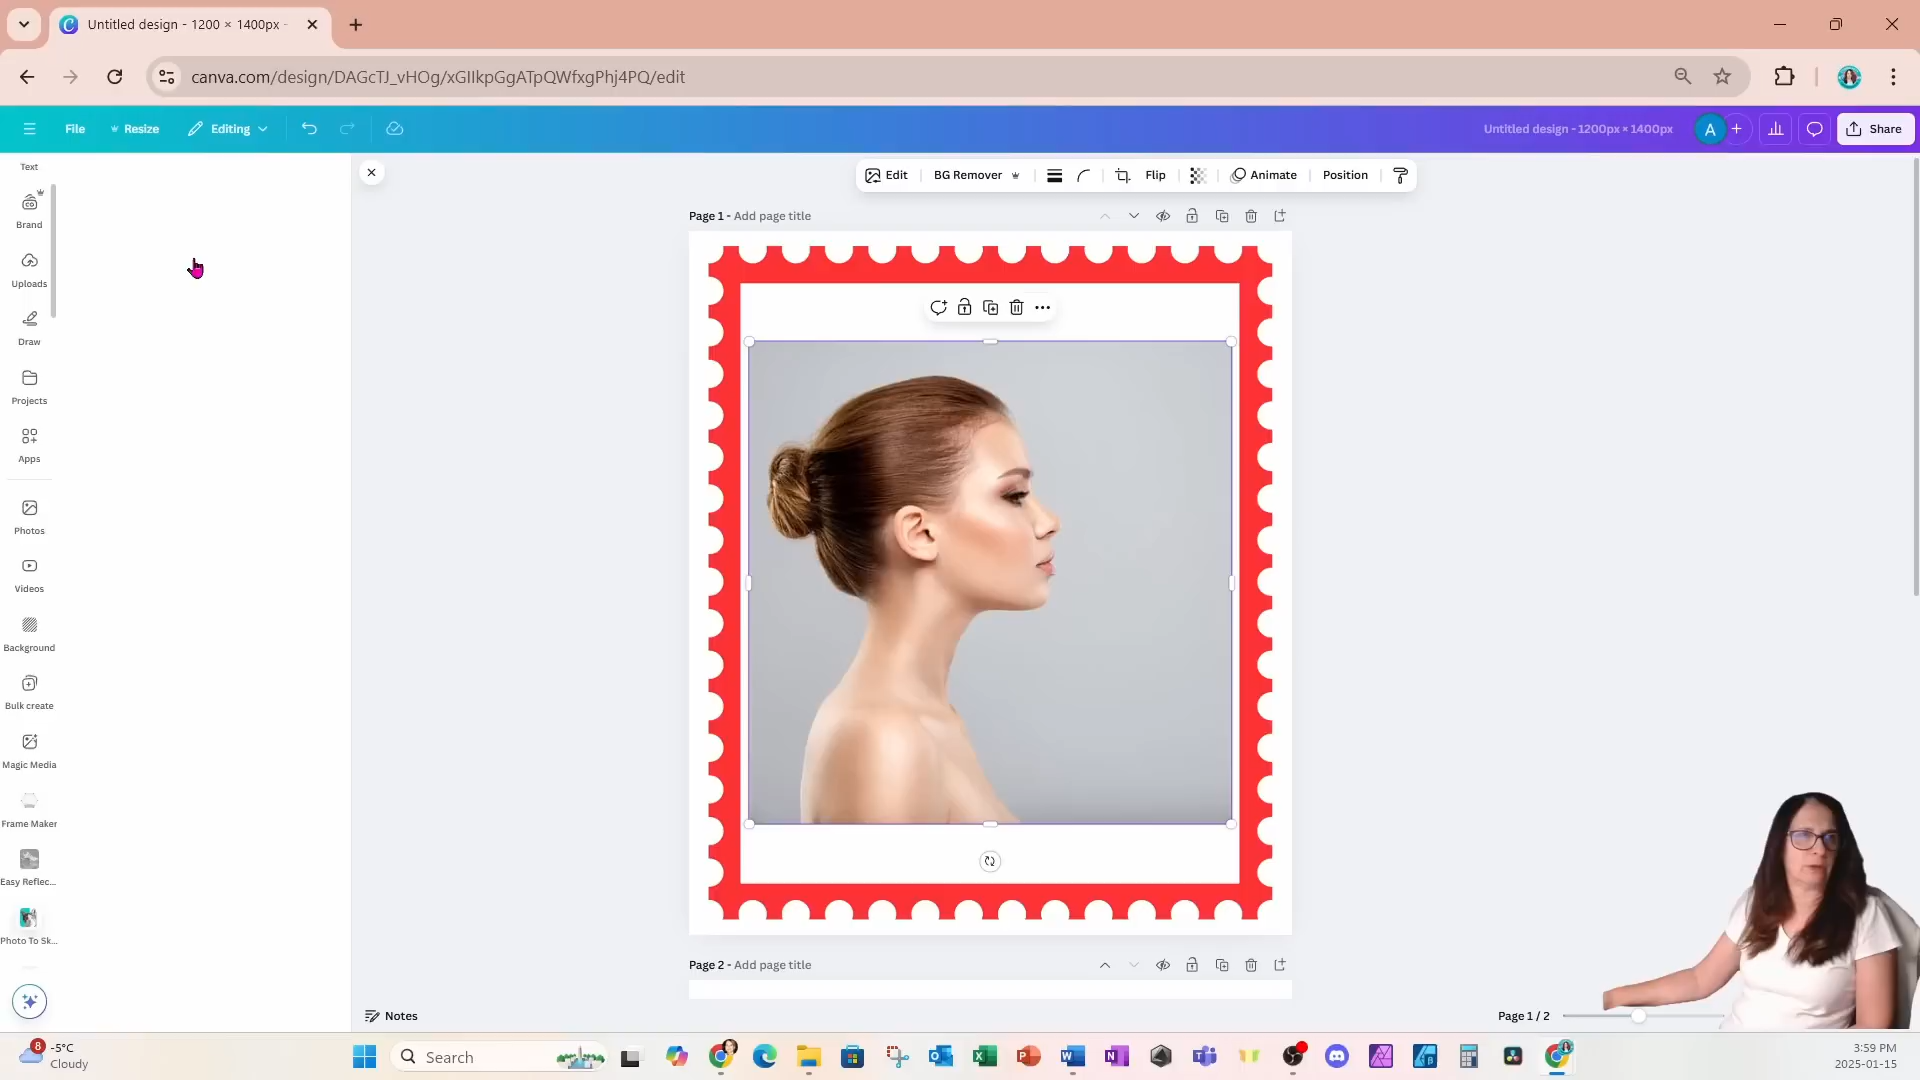 Untitled design - 1200 × 1400px -
canva.com/design/DAGcTJ_vHOg/xGIIkpGgATpQWfxgPhj4PQ/edit
File
Resize
Editing
Untitled design - 1200px × 1400px
A
Share
Text
Brand
Uploads
Draw
Projects
Apps
Photos
Videos
Background
Bulk create
Magic Media
Frame Maker
Easy Reflec...
Photo To Sk...
Edit
BG Remover
Flip
Animate
Position
Page 1 - Add page title
Page 2 - Add page title
Notes
Page 1 / 2
8
-5°C
Cloudy
Search
3:59 PM
2025-01-15